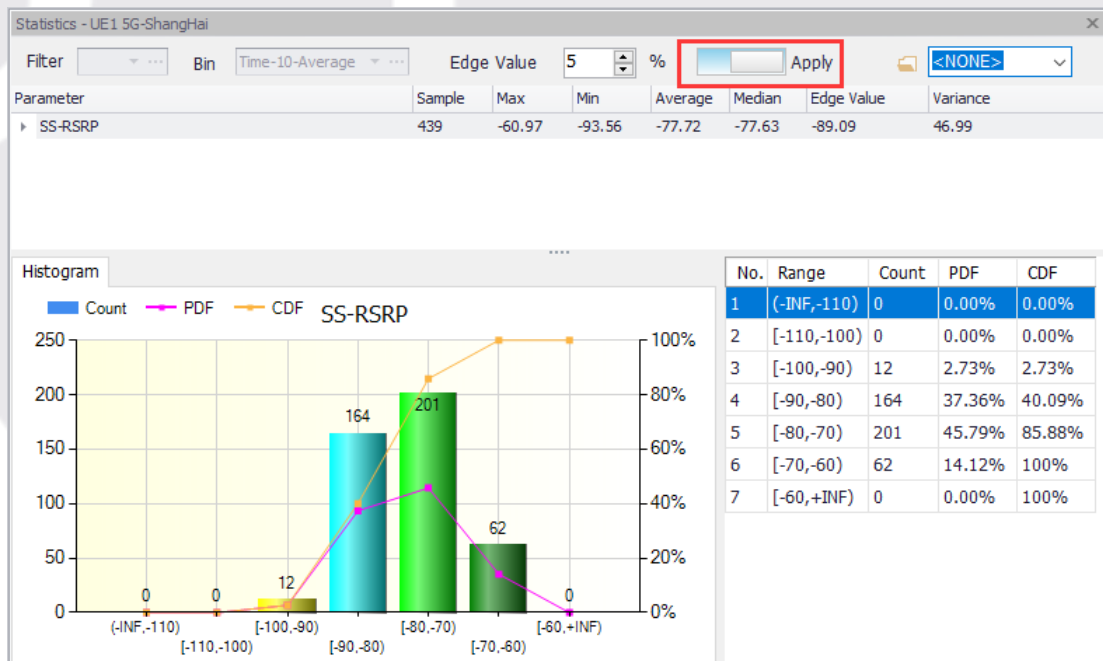 Statistics - UE1 5G-ShangHai
Filter Bin Time-10-Average Edge Value 5 % Apply <NONE>
Parameter Sample Max Min Average Median Edge Value Variance
SS-RSRP 439 -60.97 -93.56 -77.72 -77.63 -89.09 46.99
Histogram
Count PDF CDF SS-RSRP
250
200
150
100
50
0
100%
80%
60%
40%
20%
0%
0
0
12
164
201
62
0
(-INF,-110) [-100,-90) [-80,-70) [-60,+INF)
[-110,-100) [-90,-80) [-70,-60)
No. Range Count PDF CDF
1 (-INF,-110) 0 0.00% 0.00%
2 [-110,-100) 0 0.00% 0.00%
3 [-100,-90) 12 2.73% 2.73%
4 [-90,-80) 164 37.36% 40.09%
5 [-80,-70) 201 45.79% 85.88%
6 [-70,-60) 62 14.12% 100%
7 [-60,+INF) 0 0.00% 100%